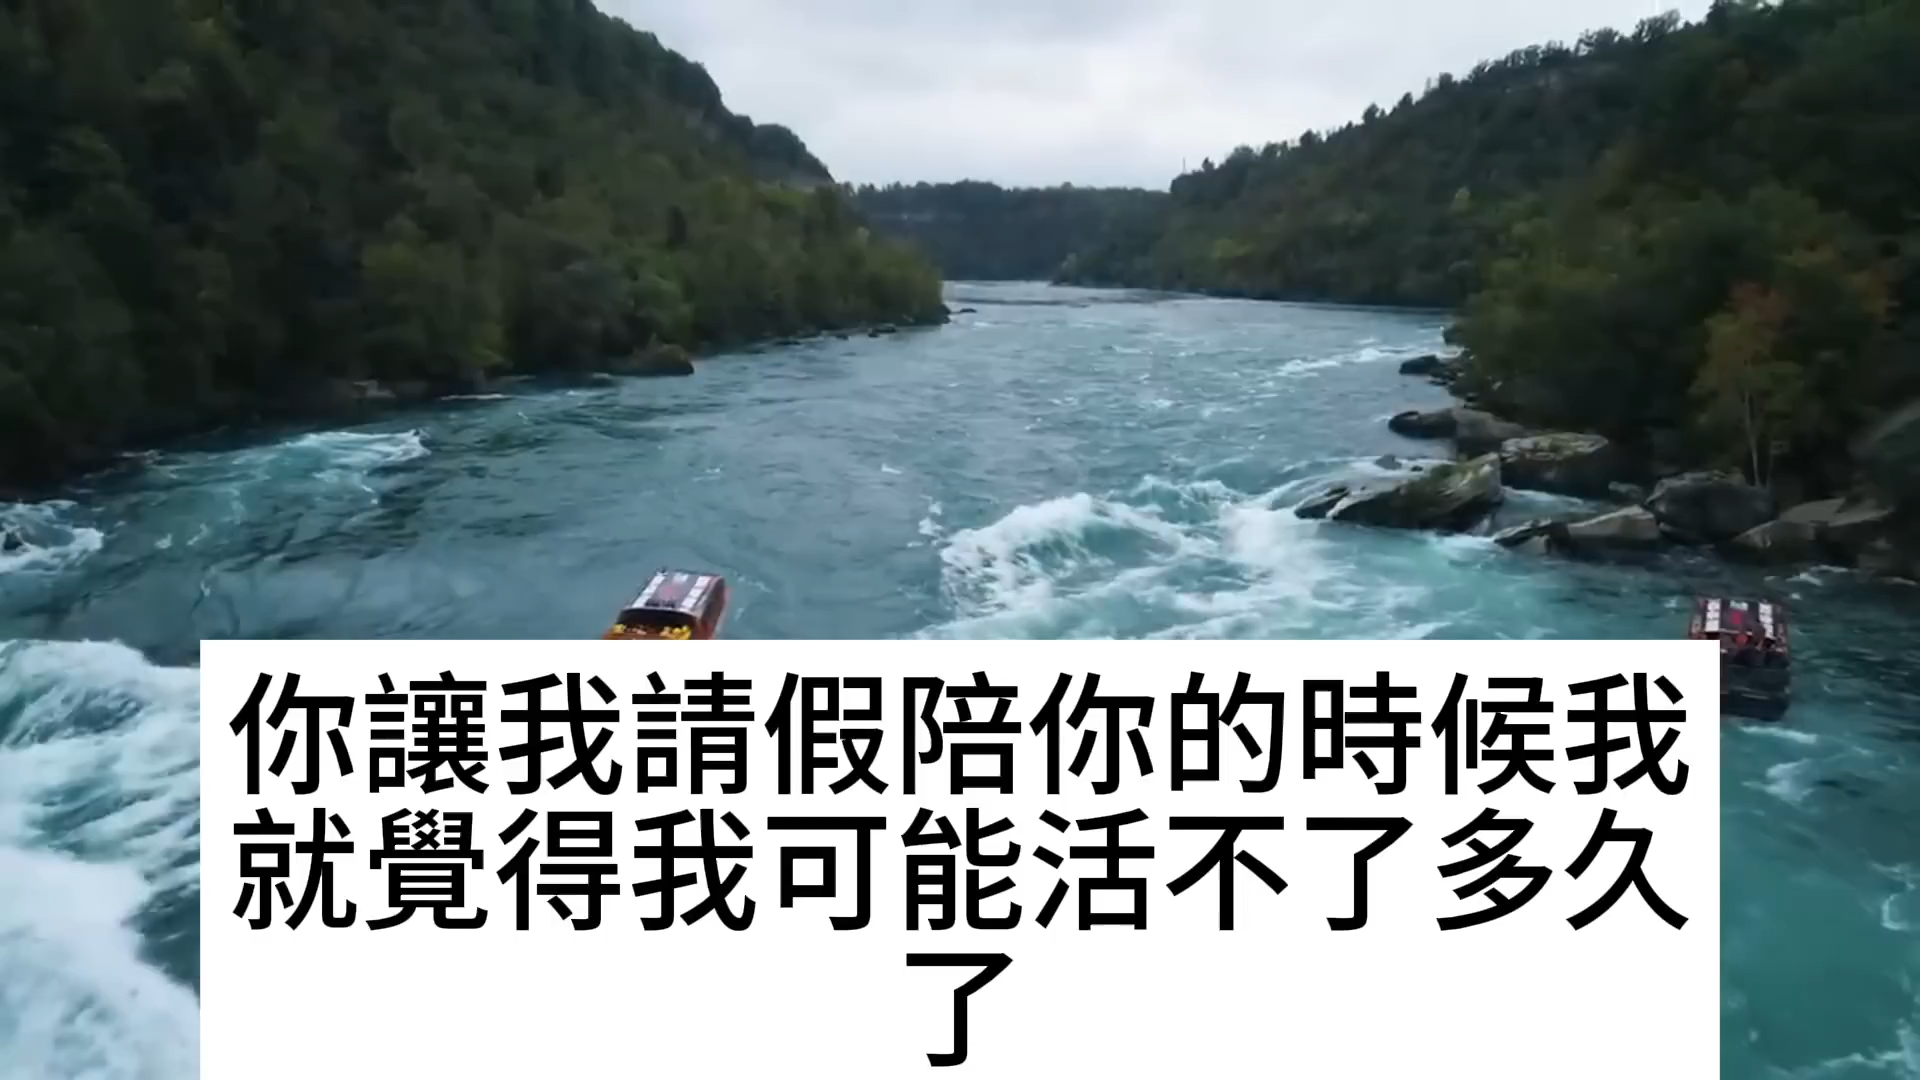 你讓我請假陪你的時候我
就覺得我可能活不了多久
了